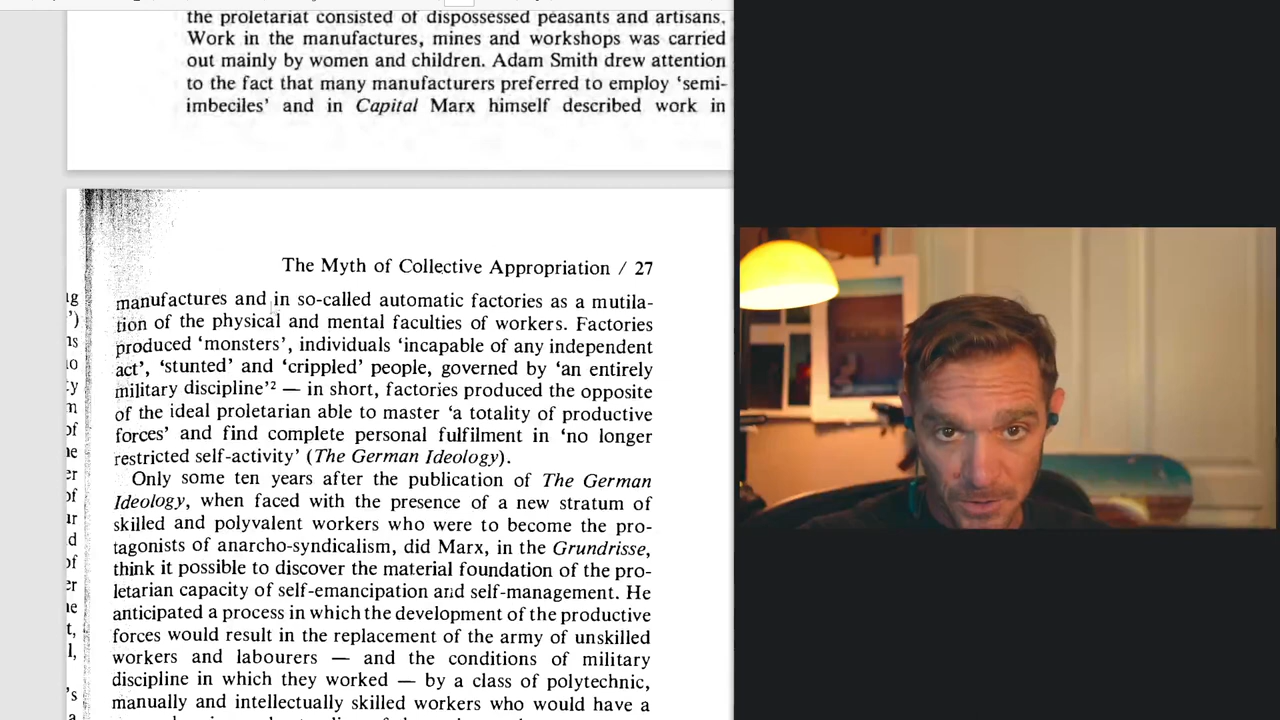 the proletariat consisted of dispossessed peasants and artisans.
Work in the manufactures, mines and workshops was carried
out mainly by women and children. Adam Smith drew attention
to the fact that many manufacturers preferred to employ ‘semi-
imbeciles’ and in Capital Marx himself described work in
The Myth of Collective Appropriation / 27
manufactures and in so-called automatic factories as a mutila-
tion of the physical and mental faculties of workers. Factories
produced ‘monsters’, individuals ‘incapable of any independent
act’, ‘stunted’ and ‘crippled’ people, governed by ‘an entirely
military discipline’² — in short, factories produced the opposite
of the ideal proletarian able to master ‘a totality of productive
forces’ and find complete personal fulfilment in ‘no longer
restricted self-activity’ (The German Ideology).
Only some ten years after the publication of The German
Ideology, when faced with the presence of a new stratum of
skilled and polyvalent workers who were to become the pro-
tagonists of anarcho-syndicalism, did Marx, in the Grundrisse,
think it possible to discover the material foundation of the pro-
letarian capacity of self-emancipation and self-management. He
anticipated a process in which the development of the productive
forces would result in the replacement of the army of unskilled
workers and labourers — and the conditions of military
discipline in which they worked — by a class of polytechnic,
manually and intellectually skilled workers who would have a